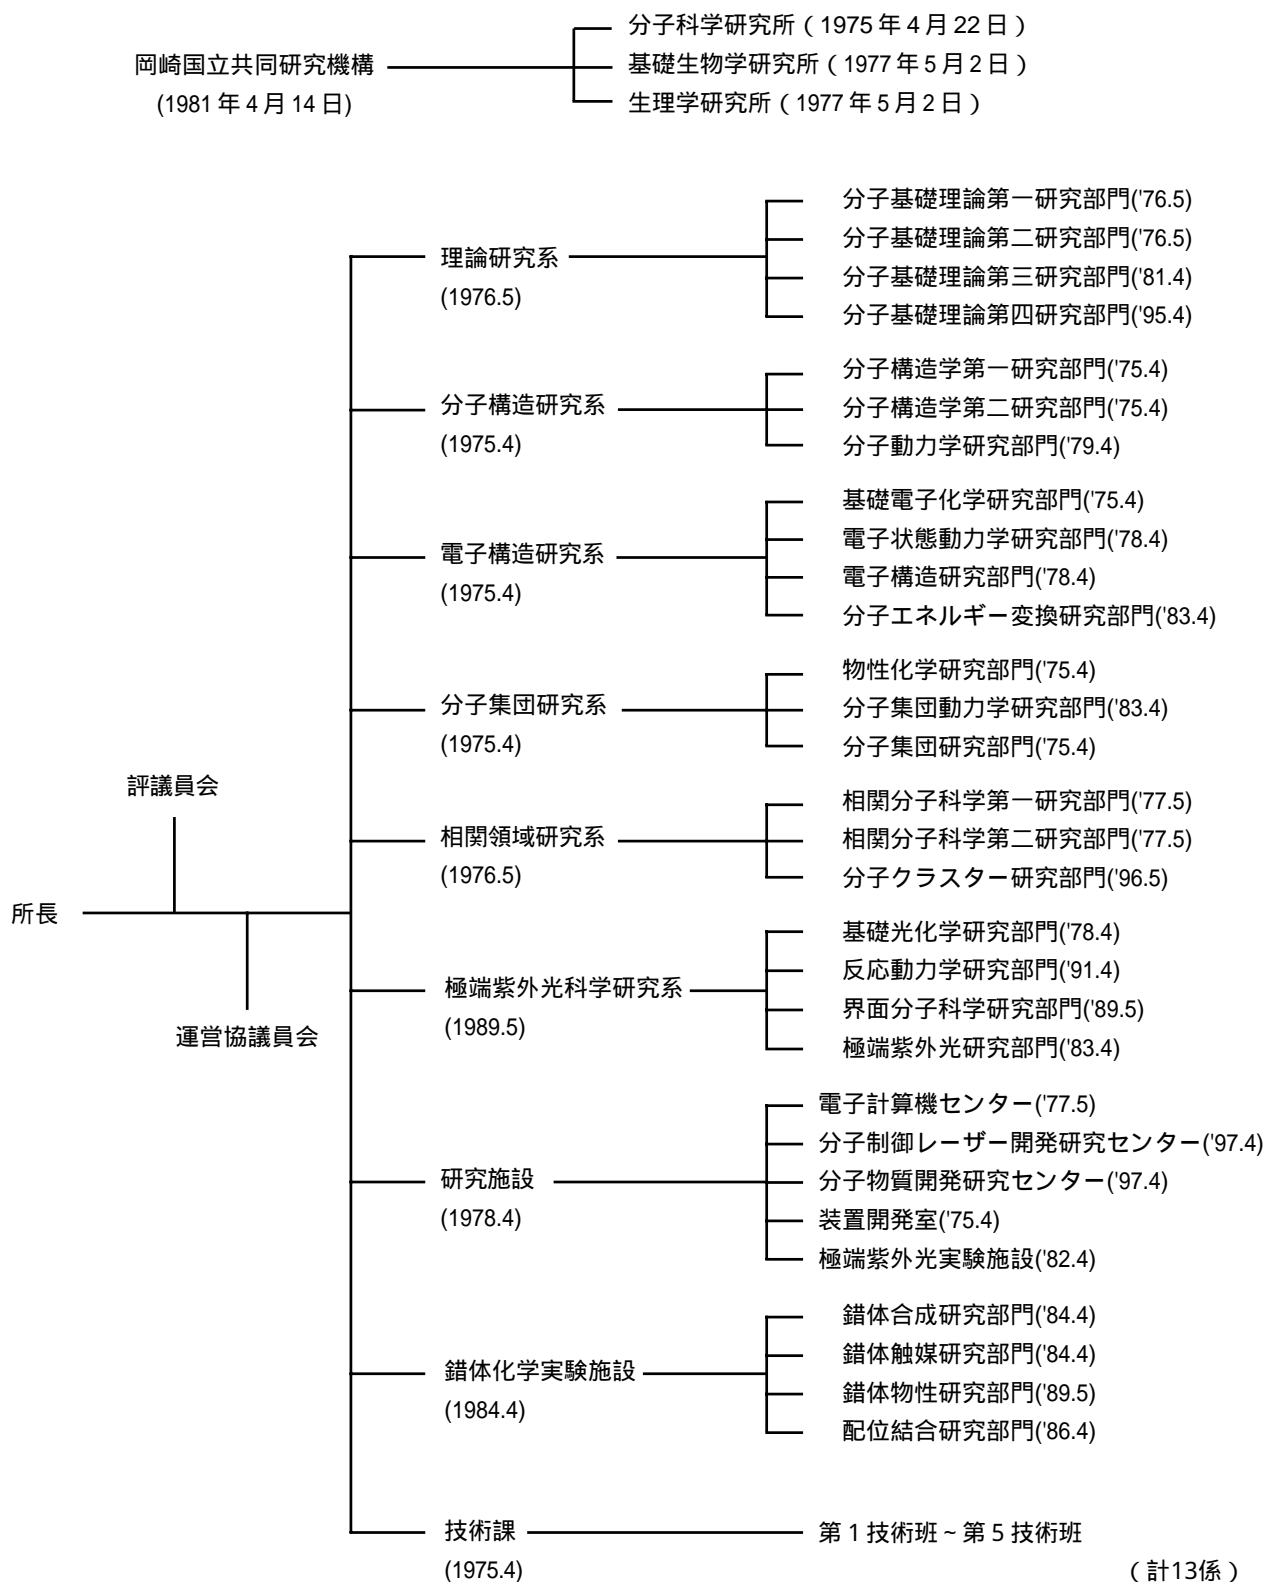 分子科学研究所（1975年4月22日）
岡崎国立共同研究機構
基礎生物学研究所（1977年5月2日）
(1981年4月14日)
生理学研究所（1977年5月2日）
理論研究系
(1976.5)
分子基礎理論第一研究部門('76.5)
分子基礎理論第二研究部門('76.5)
分子基礎理論第三研究部門('81.4)
分子基礎理論第四研究部門('95.4)
分子構造研究系
(1975.4)
分子構造学第一研究部門('75.4)
分子構造学第二研究部門('75.4)
分子動力学研究部門('79.4)
電子構造研究系
(1975.4)
基礎電子化学研究部門('75.4)
電子状態動力学研究部門('78.4)
電子構造研究部門('78.4)
分子エネルギー変換研究部門('83.4)
分子集団研究系
(1975.4)
物性化学研究部門('75.4)
分子集団動力学研究部門('83.4)
分子集団研究部門('75.4)
評議員会
相関領域研究系
(1976.5)
相関分子科学第一研究部門('77.5)
相関分子科学第二研究部門('77.5)
分子クラスター研究部門('96.5)
所長
運営協議員会
極端紫外光科学研究系
(1989.5)
基礎光化学研究部門('78.4)
反応動力学研究部門('91.4)
界面分子科学研究部門('89.5)
極端紫外光研究部門('83.4)
研究施設
(1978.4)
電子計算機センター('77.5)
分子制御レーザー開発研究センター('97.4)
分子物質開発研究センター('97.4)
装置開発室('75.4)
極端紫外光実験施設('82.4)
錯体化学実験施設
(1984.4)
錯体合成研究部門('84.4)
錯体触媒研究部門('84.4)
錯体物性研究部門('89.5)
配位結合研究部門('86.4)
技術課
(1975.4)
第1技術班~第5技術班
（計13係）